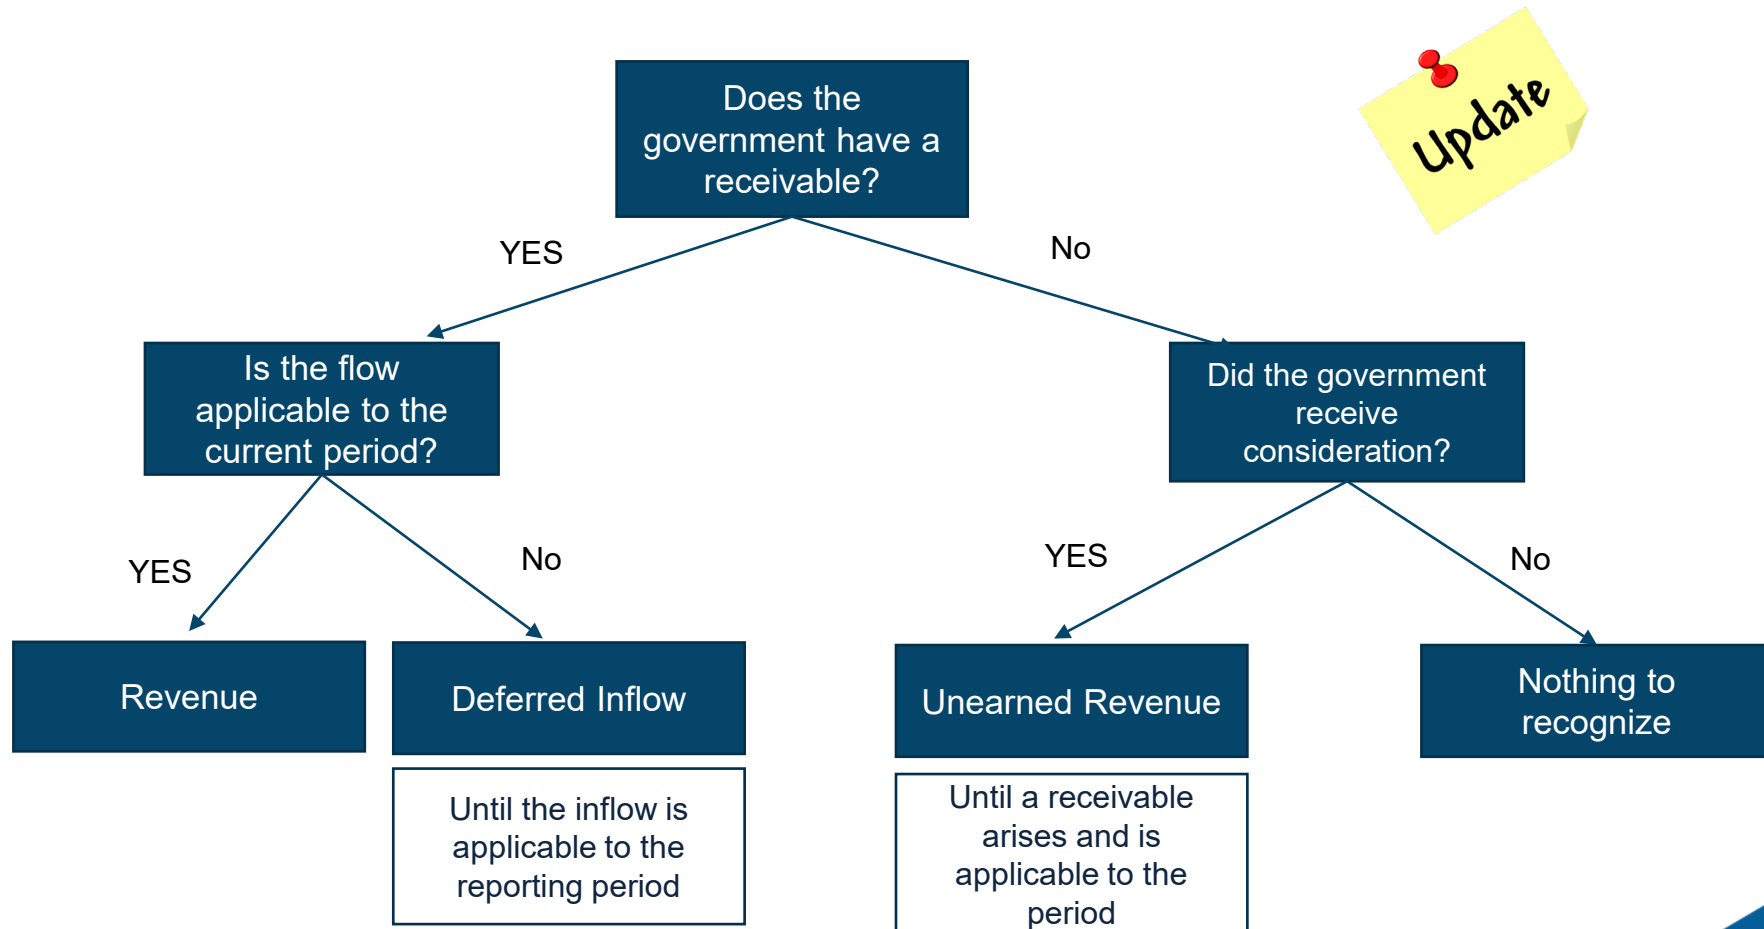 Does the
government have a
receivable?
Update
YES
No
Is the flow
applicable to the
current period?
Did the government
receive
consideration?
YES
No
YES
No
Revenue
Deferred Inflow
Unearned Revenue
Nothing to
recognize
Until the inflow is
applicable to the
reporting period
Until a receivable
arises and is
applicable to the
period